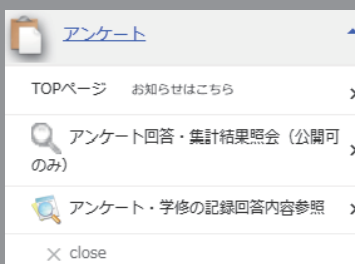 アンケート
TOPページ お知らせはこちら
アンケート回答・集計結果照会（公開可
のみ）
アンケート・学修の記録回答内容参照
× close